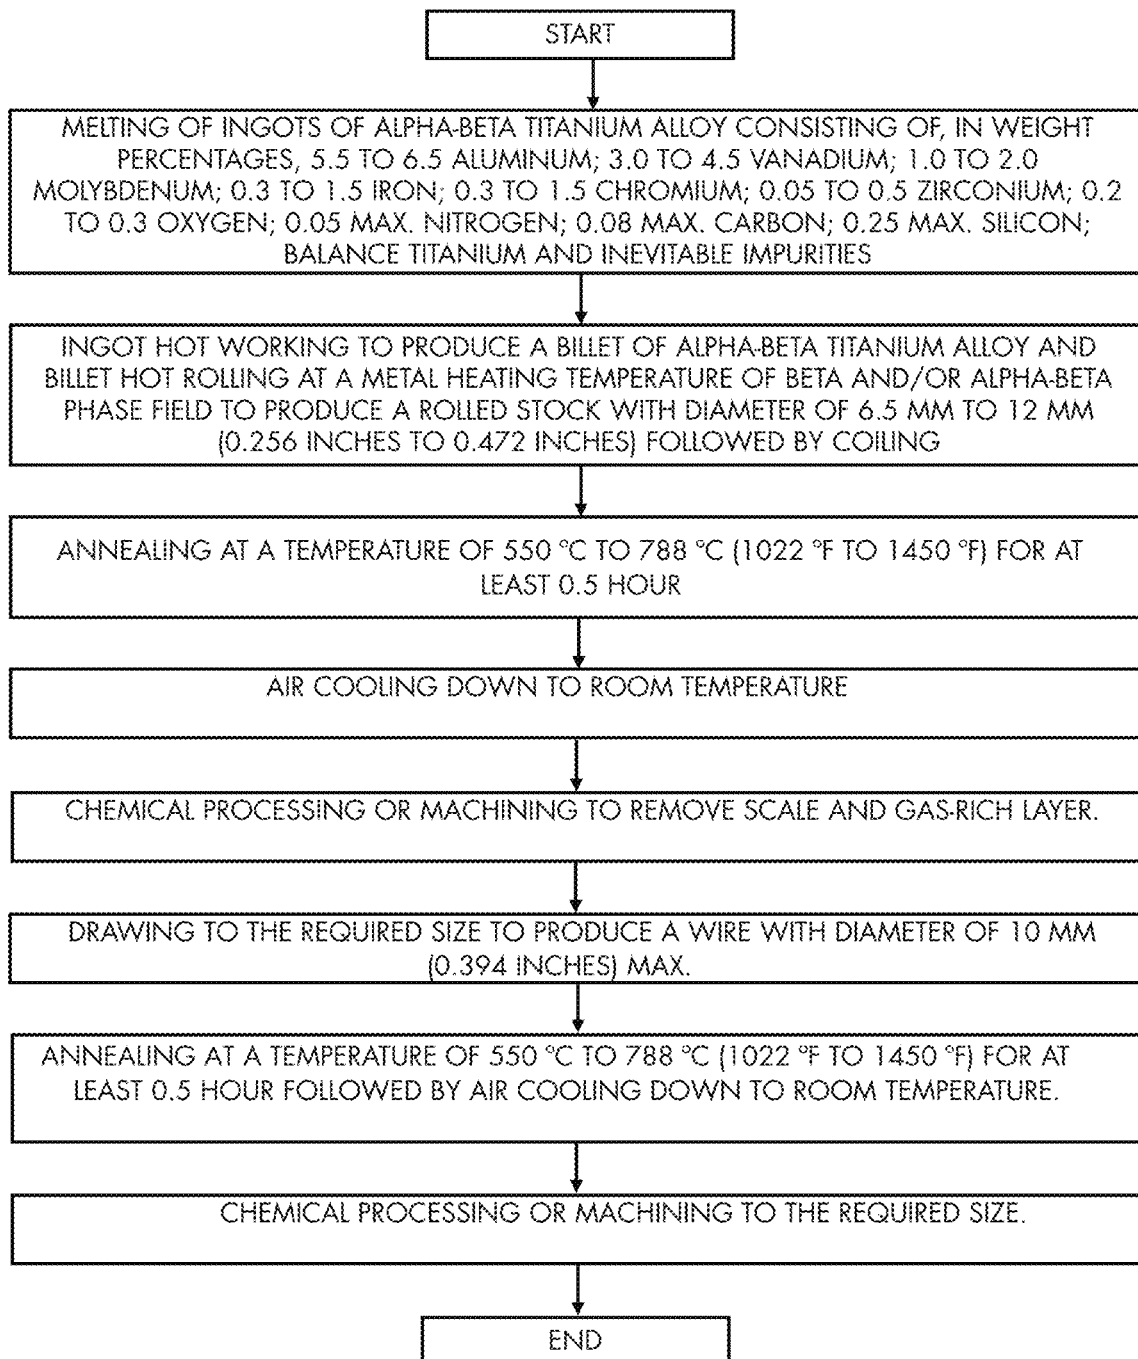 START
MELTING OF INGOTS OF ALPHA-BETA TITANIUM ALLOY CONSISTING OF, IN WEIGHT
PERCENTAGES, 5.5 TO 6.5 ALUMINUM; 3.0 TO 4.5 VANADIUM; 1.0 TO 2.0
MOLYBDENUM; 0.3 TO 1.5 IRON; 0.3 TO 1.5 CHROMIUM; 0.05 TO 0.5 ZIRCONIUM; 0.2
TO 0.3 OXYGEN; 0.05 MAX. NITROGEN; 0.08 MAX. CARBON; 0.25 MAX. SILICON;
BALANCE TITANIUM AND INEVITABLE IMPURITIES
INGOT HOT WORKING TO PRODUCE A BILLET OF ALPHA-BETA TITANIUM ALLOY AND
BILLET HOT ROLLING AT A METAL HEATING TEMPERATURE OF BETA AND/OR ALPHA-BETA
PHASE FIELD TO PRODUCE A ROLLED STOCK WITH DIAMETER OF 6.5 MM TO 12 MM
(0.256 INCHES TO 0.472 INCHES) FOLLOWED BY COILING
ANNEALING AT A TEMPERATURE OF 550 °C TO 788 °C (1022 °F TO 1450 °F) FOR AT
LEAST 0.5 HOUR
AIR COOLING DOWN TO ROOM TEMPERATURE
CHEMICAL PROCESSING OR MACHINING TO REMOVE SCALE AND GAS-RICH LAYER.
DRAWING TO THE REQUIRED SIZE TO PRODUCE A WIRE WITH DIAMETER OF 10 MM
(0.394 INCHES) MAX.
ANNEALING AT A TEMPERATURE OF 550 °C TO 788 °C (1022 °F TO 1450 °F) FOR AT
LEAST 0.5 HOUR FOLLOWED BY AIR COOLING DOWN TO ROOM TEMPERATURE.
CHEMICAL PROCESSING OR MACHINING TO THE REQUIRED SIZE.
END